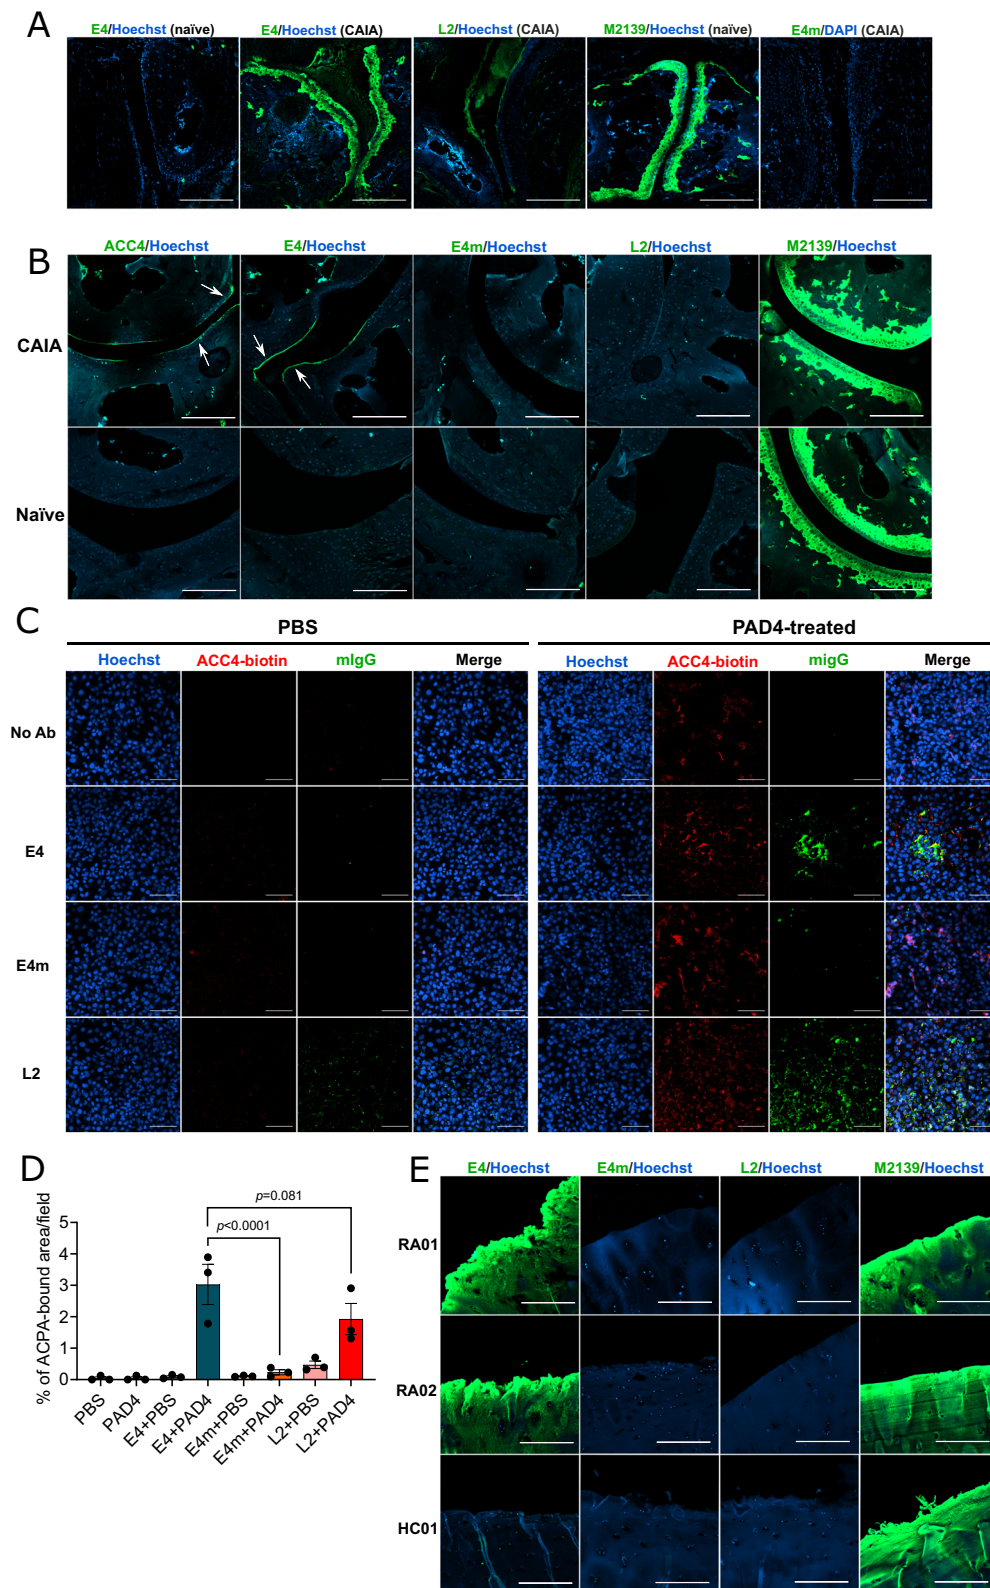 A
E4/Hoechst (naïve)
E4/Hoechst (CAIA)
L2/Hoechst (CAIA)
M2139/Hoechst (naïve)
E4m/DAPI (CAIA)
B
ACC4/Hoechst
E4/Hoechst
E4m/Hoechst
L2/Hoechst
M2139/Hoechst
CAIA
Naïve
C
PBS
PAD4-treated
Hoechst
ACC4-biotin
mIgG
Merge
Hoechst
ACC4-biotin
migG
Merge
No Ab
E4
E4m
L2
D
p=0.081
p<0.0001
% of ACPA-bound area/field
5
4
3
2
1
0
PBS
PAD4
E4+PBS
E4+PAD4
E4m+PBS
E4m+PAD4
L2+PBS
L2+PAD4
E
E4/Hoechst
E4m/Hoechst
L2/Hoechst
M2139/Hoechst
RA01
RA02
HC01